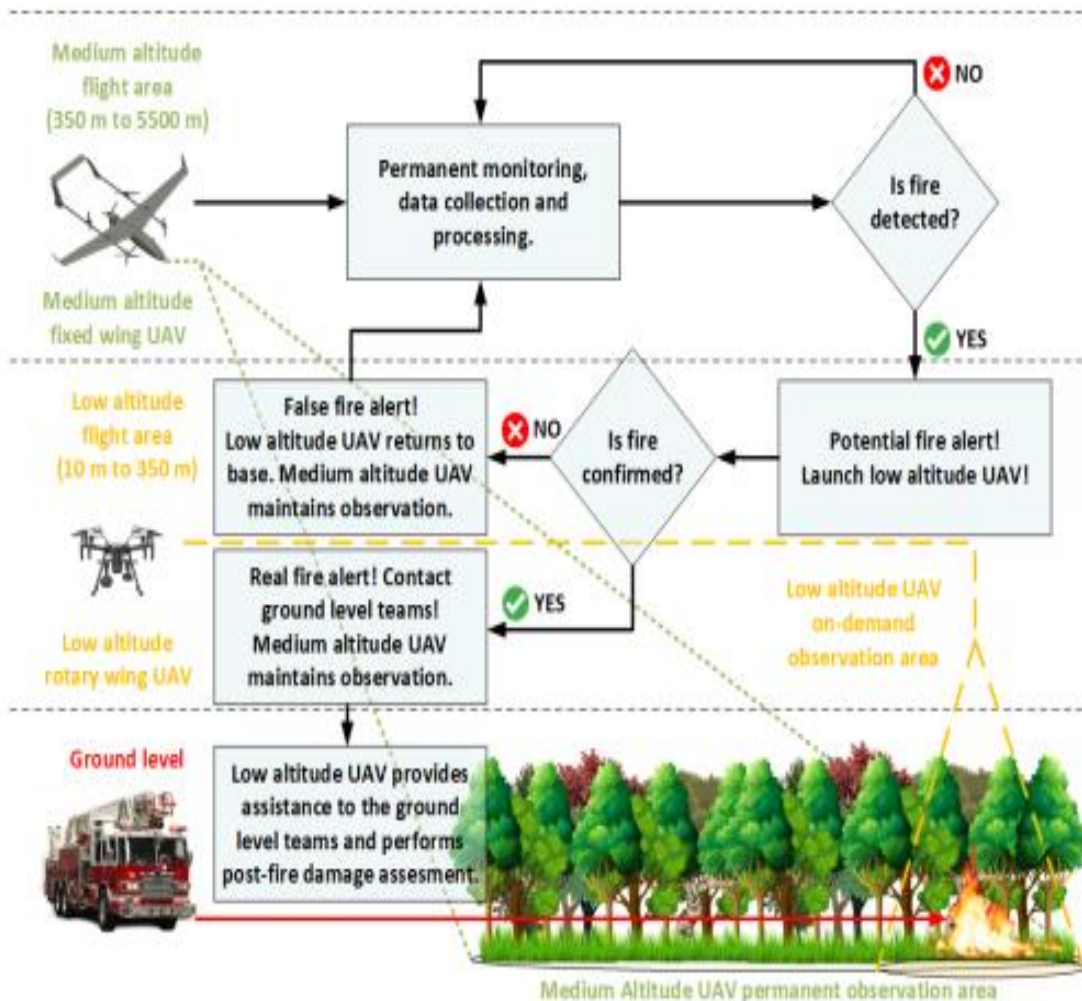 Medium altitude
flight area
(350 m to 5500 m)
NO
Permanent monitoring,
data collection and
processing.
Is fire
detected?
Medium altitude
fixed wing UAV
YES
Low altitude
flight area
(10 m to 350 m)
False fire alert!
Low altitude UAV returns to
base. Medium altitude UAV
maintains observation.
NO
Is fire
confirmed?
Potential fire alert!
Launch low altitude UAV!
Real fire alert! Contact
ground level teams!
Medium altitude UAV
maintains observation.
YES
Low altitude UAV
on-demand
observation area
Low altitude
rotary wing UAV
Ground level
Low altitude UAV provides
assistance to the ground
level teams and performs
post-fire damage assesment.
Medium Altitude UAV permanent observation area